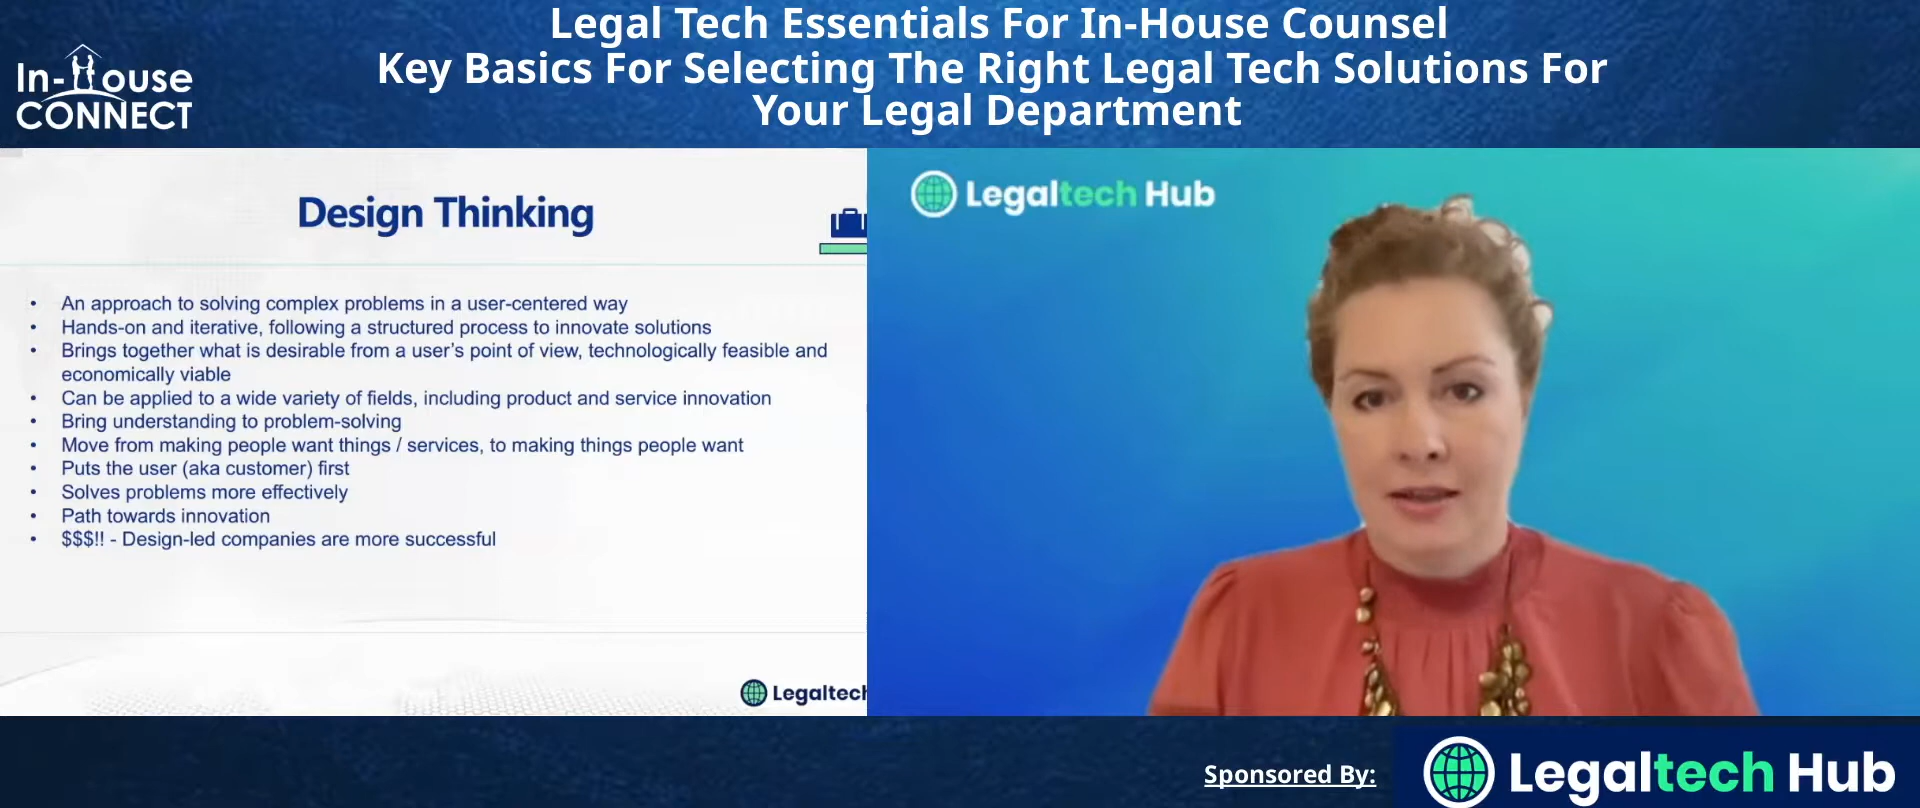 Legal Tech Essentials For In-House Counsel
Key Basics For Selecting The Right Legal Tech Solutions For
Your Legal Department
In-House
CONNECT
Design Thinking
• An approach to solving complex problems in a user-centered way
• Hands-on and iterative, following a structured process to innovate solutions
• Brings together what is desirable from a user's point of view, technologically feasible and
economically viable
• Can be applied to a wide variety of fields, including product and service innovation
• Bring understanding to problem-solving
• Move from making people want things / services, to making things people want
• Puts the user (aka customer) first
• Solves problems more effectively
• Path towards innovation
• $$$!! - Design-led companies are more successful
Legaltech
Legaltech Hub
Sponsored By:
Legaltech Hub